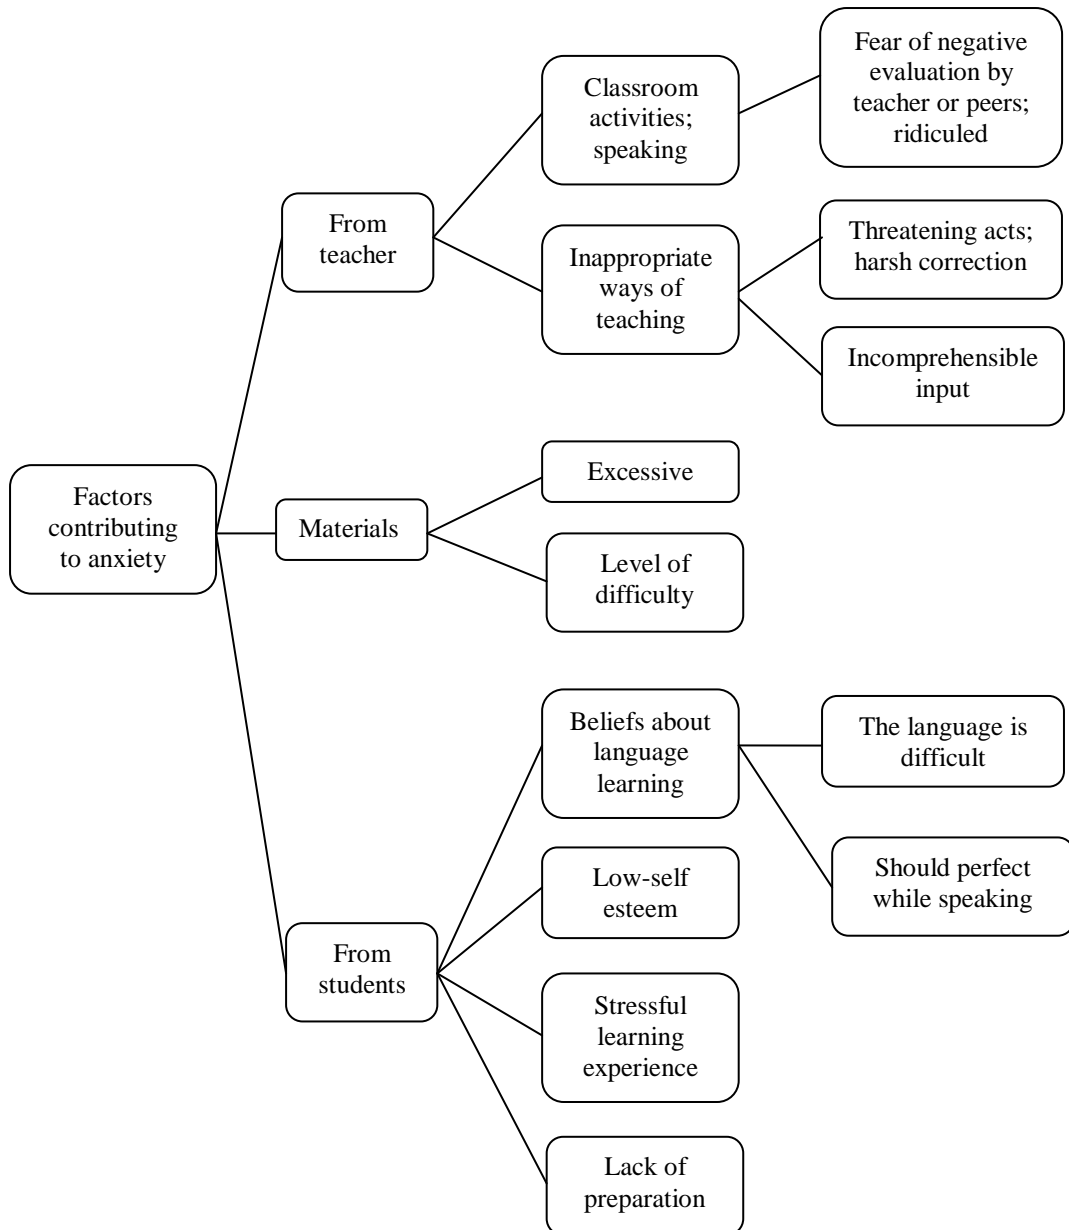 Factors
contributing
to anxiety
From
teacher
Classroom
activities;
speaking
Fear of negative
evaluation by
teacher or peers;
ridiculed
Inappropriate
ways of
teaching
Threatening acts;
harsh correction
Incomprehensible
input
Materials
Excessive
Level of
difficulty
From
students
Beliefs about
language
learning
The language is
difficult
Should perfect
while speaking
Low-self
esteem
Stressful
learning
experience
Lack of
preparation